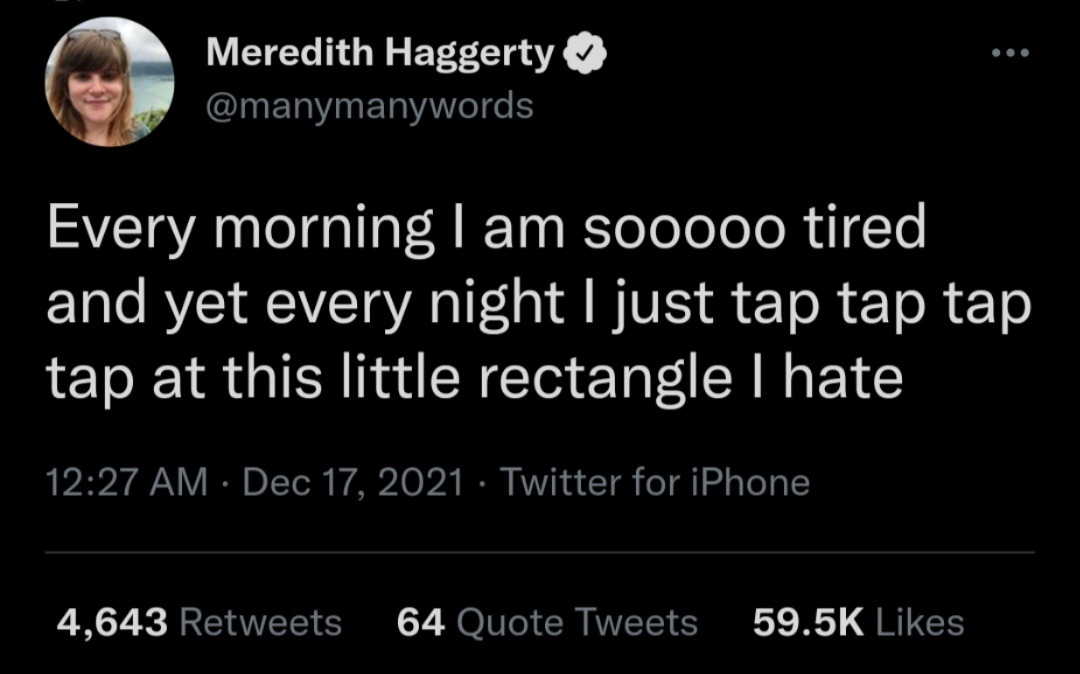 Meredith Haggerty
@manymanywords
Every morning I am sooooo tired
and yet every night I just tap tap tap
tap at this little rectangle I hate
12:27 AM · Dec 17, 2021 · Twitter for iPhone
4,643 Retweets 64 Quote Tweets 59.5K Likes